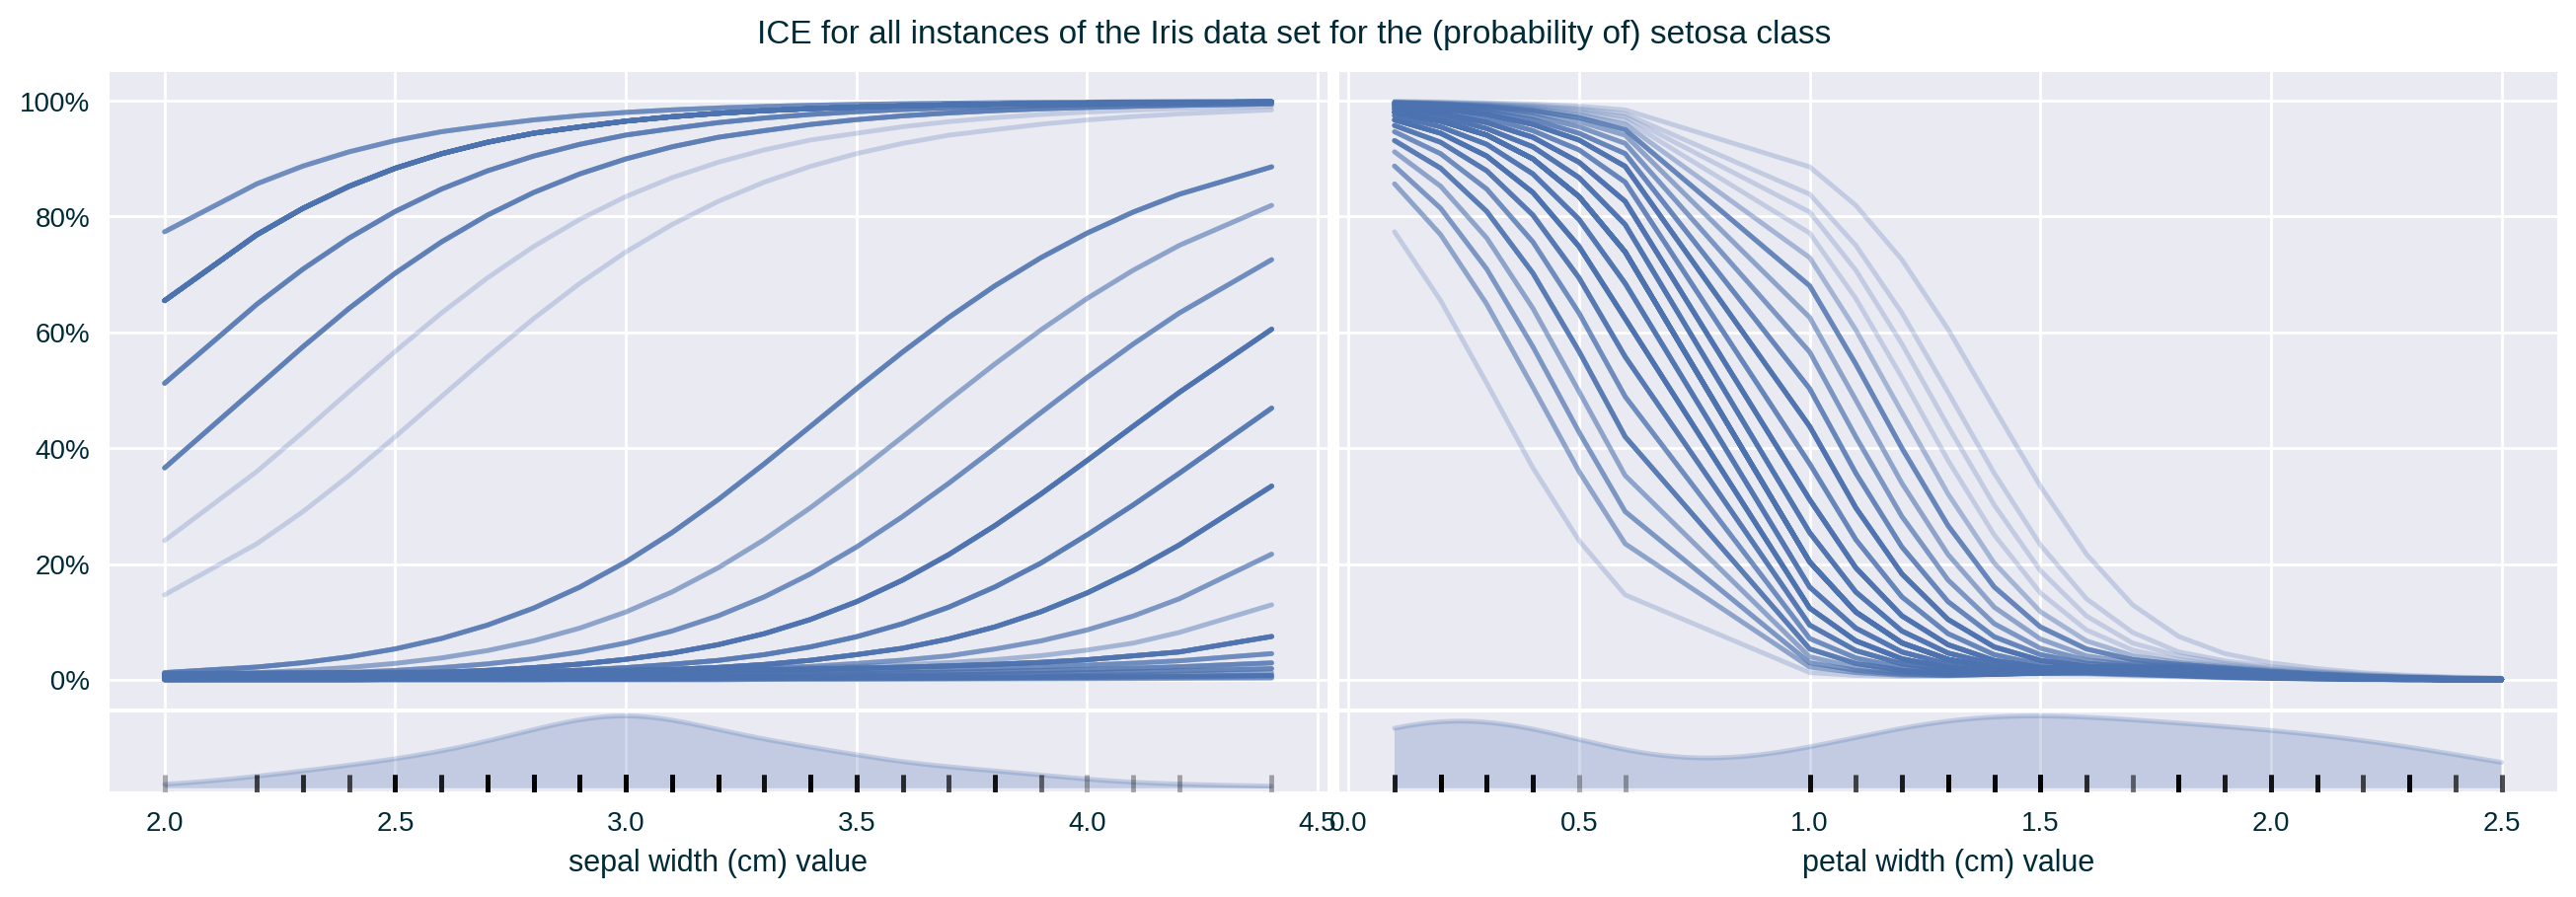 ICE for all instances of the Iris data set for the (probability of) setosa class
100%
80%
60%
40%
20%
0%
2.0 2.5 3.0 3.5 4.0 4.5 0.0 0.5 1.0 1.5 2.0 2.5
sepal width (cm) value petal width (cm) value